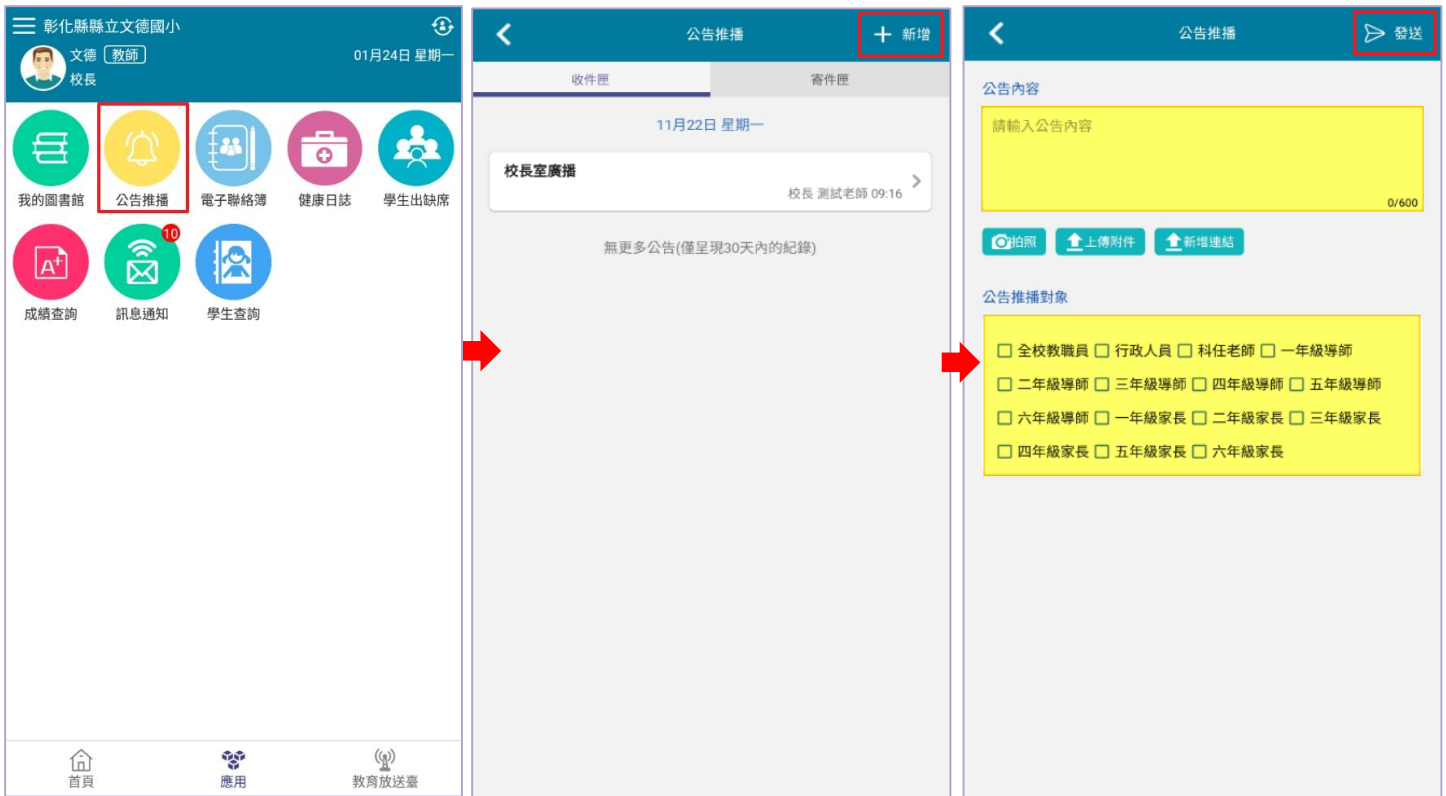 彰化縣縣立文德國小
文德 教師
01月24日 星期一
校長
我的圖書館 公告推播 電子聯絡簿 健康日誌 學生出缺席
A+
10
成績查詢 訊息通知 學生查詢
首頁 應用 教育放送臺
公告推播
新增
收件匣 寄件匣
11月22日 星期一
校長室廣播
校長 測試老師 09:16
無更多公告(僅呈現30天內的紀錄)
公告推播
發送
公告內容
請輸入公告內容
0/600
拍照 上傳附件 新增連結
公告推播對象
全校教職員 行政人員 科任老師 一年級導師
二年級導師 三年級導師 四年級導師 五年級導師
六年級導師 一年級家長 二年級家長 三年級家長
四年級家長 五年級家長 六年級家長